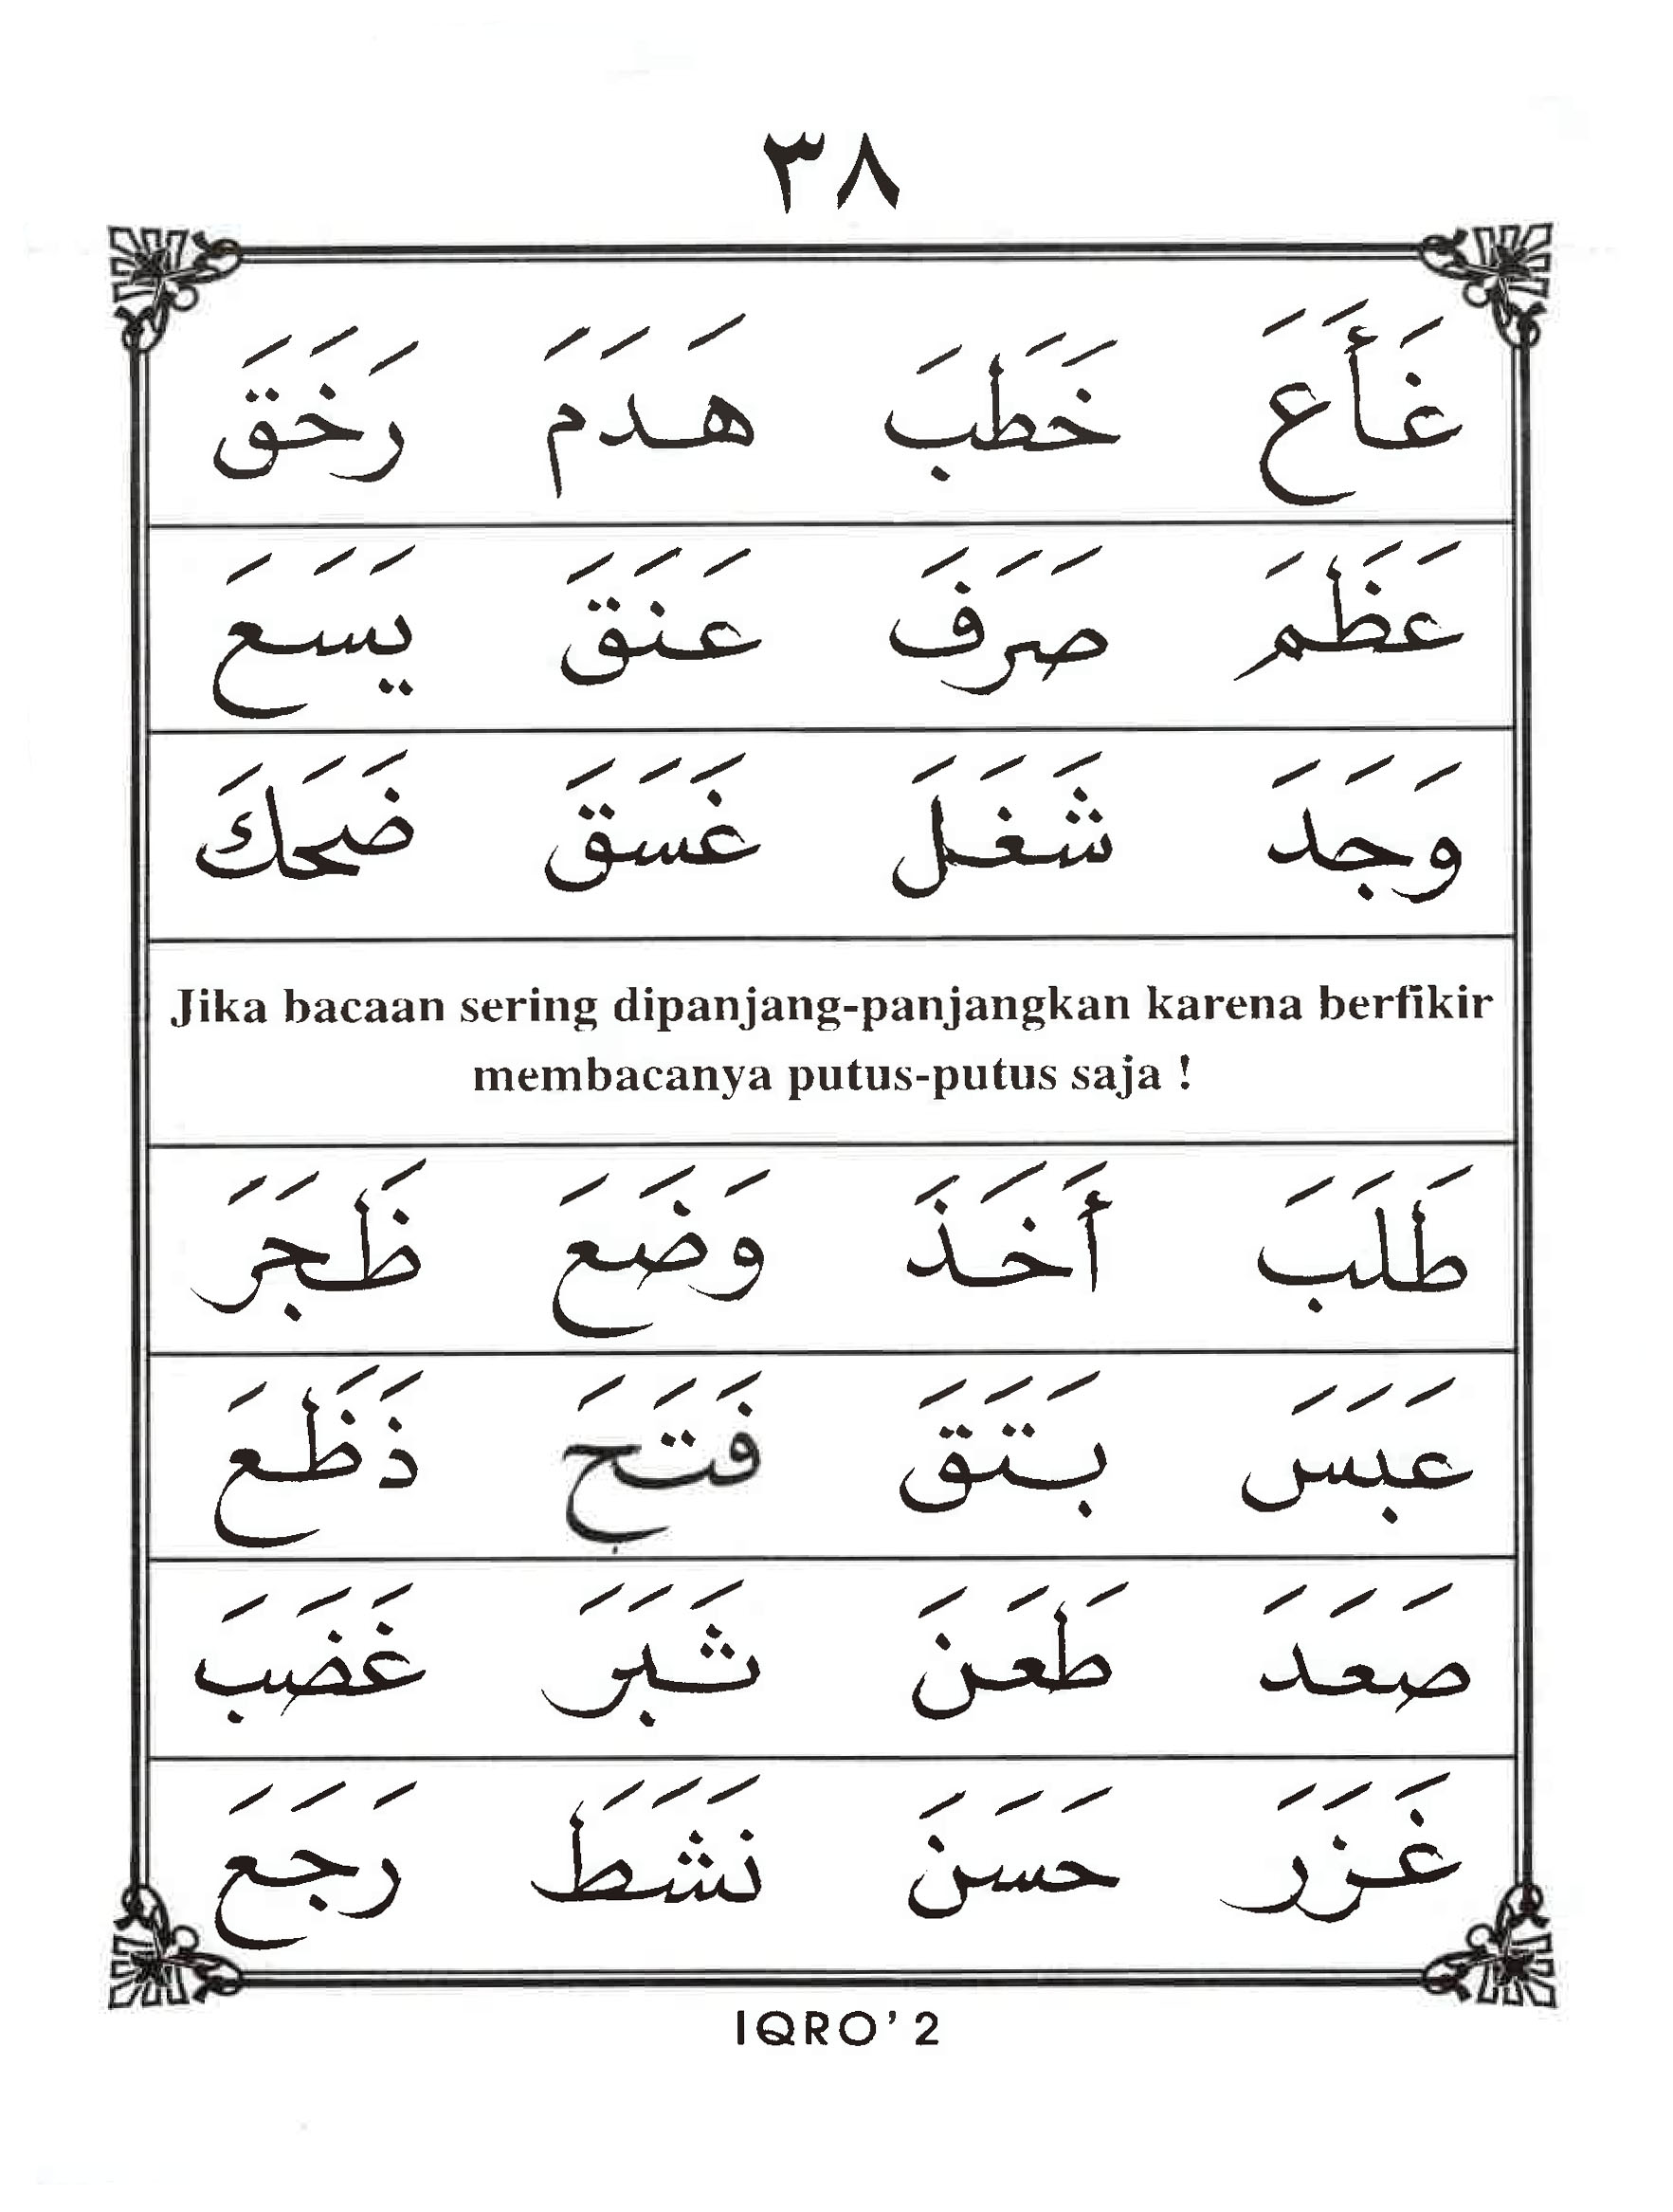 ٣٨
غَأَعَ خَطَبَ هَدَمَ رَخَقَ
عَظَمَ صَرَفَ عَنَقَ يَسَعَ
وَجَدَ شَغَلَ غَسَقَ ضَحَكَ
Jika bacaan sering dipanjang-panjangkan karena berfikir
membacanya putus-putus saja !
طَلَبَ أَخَذَ وَضَعَ ظَجَرَ
عَبَسَ بَتَقَ فَتَحَ ذَظَعَ
صَعَدَ طَعَنَ ثَبَرَ غَضَبَ
غَزَرَ حَسَنَ نَشَطَ رَجَعَ
IQRO' 2